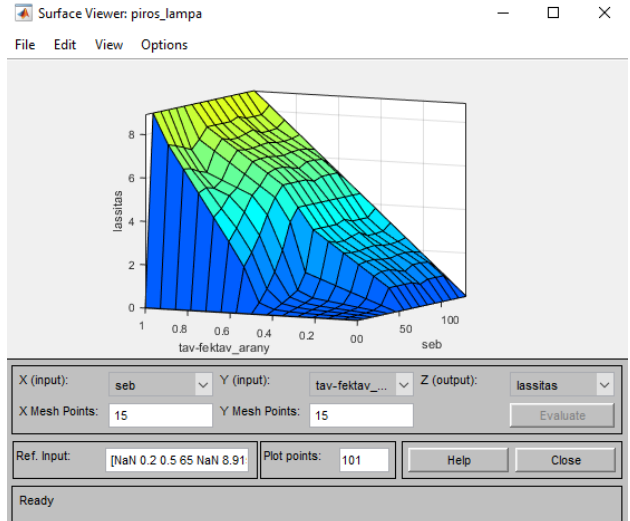 Surface Viewer: piros_lampa
File Edit View Options
8
6
4
2
0
lassitas
1 0.8 0.6 0.4 0.2 0
tav-fektav_arany
0 50 100
seb
X (input): seb Y (input): tav-fektav_... Z (output): lassitas
X Mesh Points: 15 Y Mesh Points: 15 Evaluate
Ref. Input: [NaN 0.2 0.5 65 NaN 8.91 Plot points: 101 Help Close
Ready